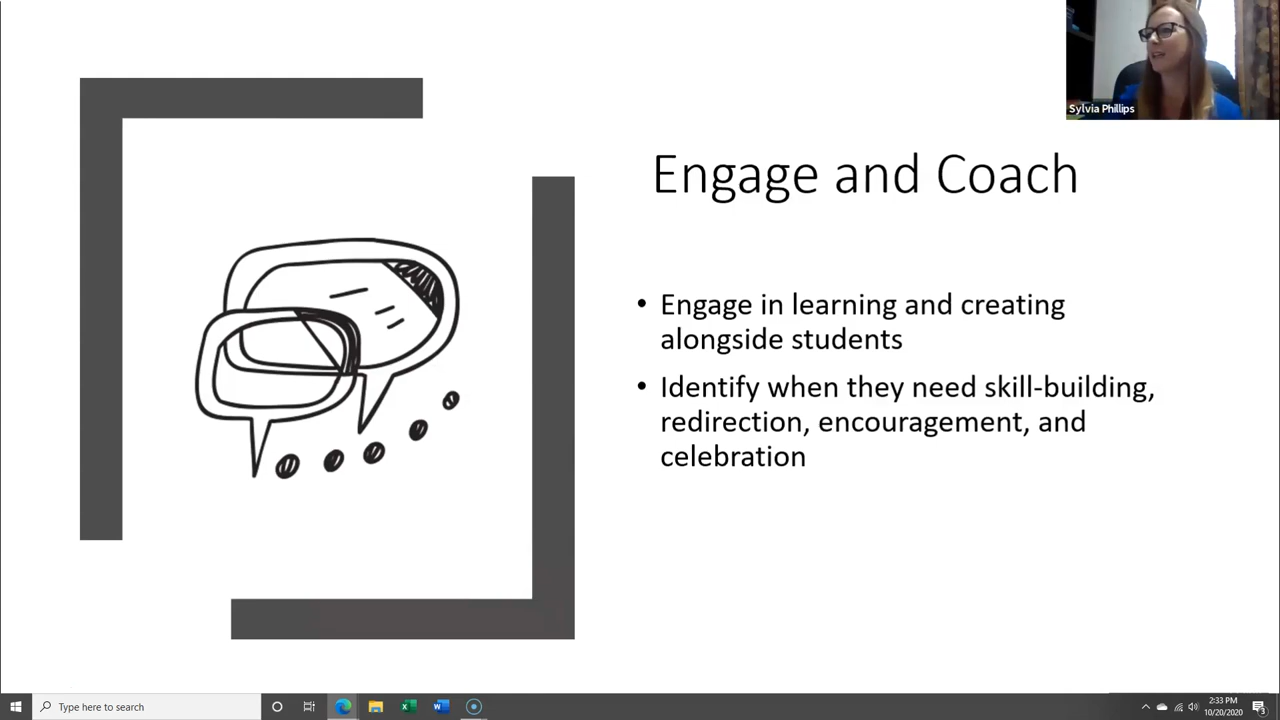 Sylvia Phillips
Engage and Coach
• Engage in learning and creating
alongside students
• Identify when they need skill-building,
redirection, encouragement, and
celebration
Type here to search
2:33 PM
10/20/2020
3